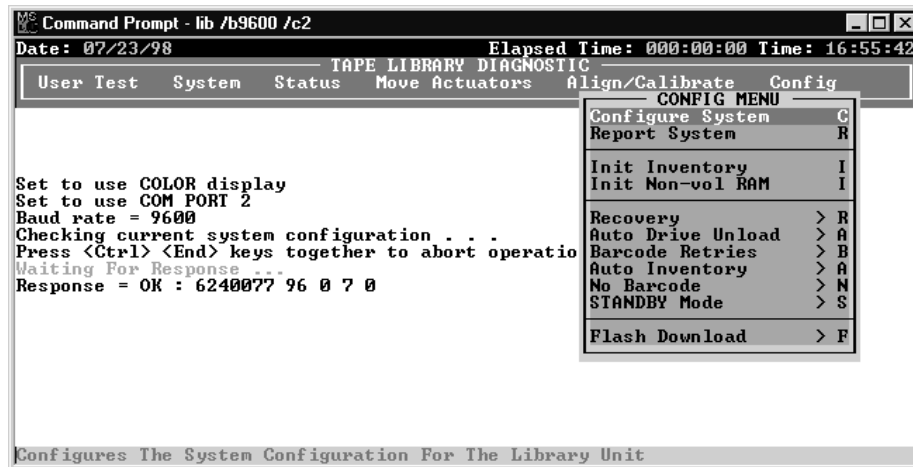 MS Command Prompt - lib /b9600 /c2
Date: 07/23/98 Elapsed Time: 000:00:00 Time: 16:55:42
TAPE LIBRARY DIAGNOSTIC
User Test System Status Move Actuators Align/Calibrate Config
CONFIG MENU
Configure System C
Report System R
Init Inventory I
Init Non-vol RAM I
Recovery > R
Auto Drive Unload > A
Barcode Retries > B
Auto Inventory > A
No Barcode > N
STANDBY Mode > S
Flash Download > F
Set to use COLOR display
Set to use COM PORT 2
Baud rate = 9600
Checking current system configuration . . .
Press <Ctrl> <End> keys together to abort operatio
Waiting For Response ...
Response = OK : 6240077 96 0 7 0
Configures The System Configuration For The Library Unit